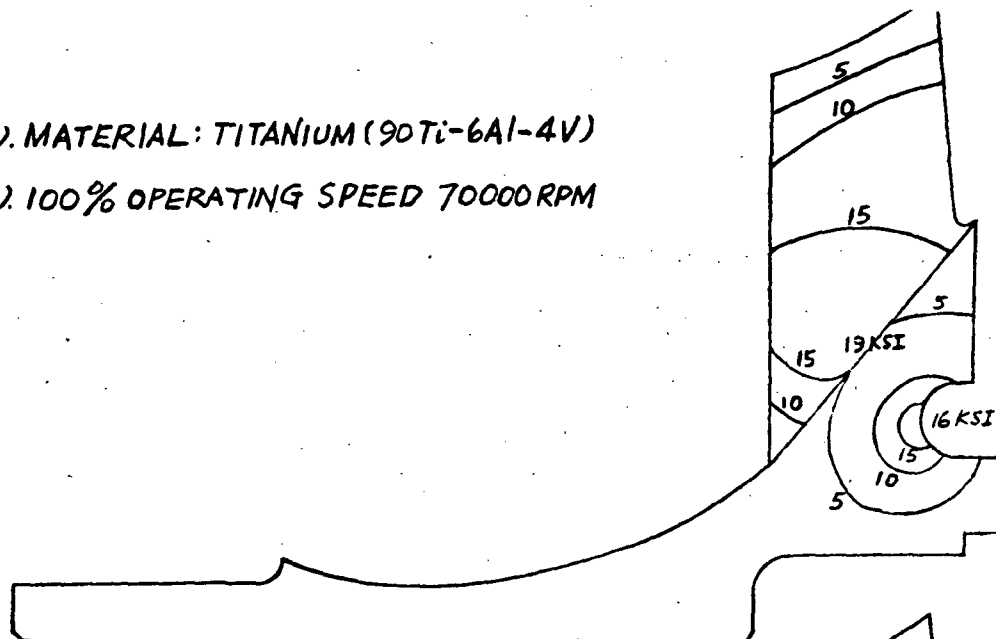 ). MATERIAL: TITANIUM (90Ti-6Al-4V)
). 100% OPERATING SPEED 70000 RPM
5
10
15
5
15
19 KSI
10
16 KSI
15
10
5